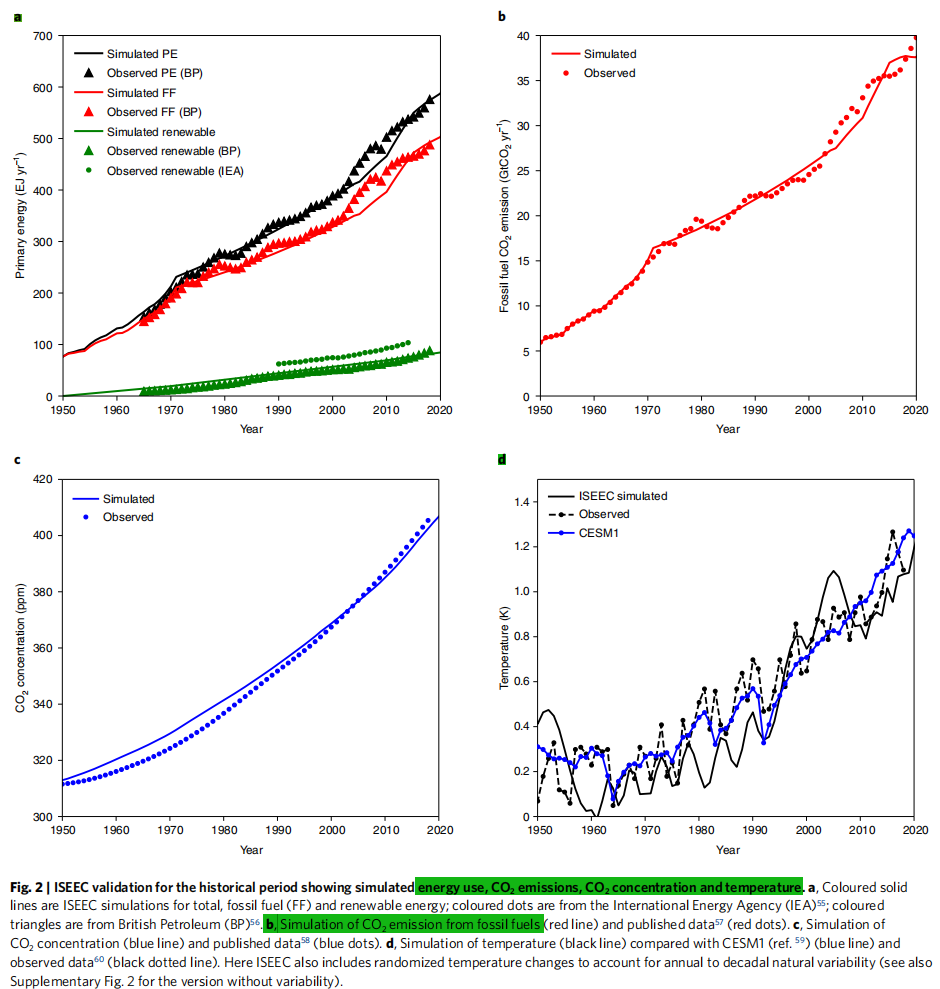 a
700
600
500
400
300
200
100
0
Primary energy (EJ yr⁻¹)
Simulated PE
Observed PE (BP)
Simulated FF
Observed FF (BP)
Simulated renewable
Observed renewable (BP)
Observed renewable (IEA)
1950 1960 1970 1980 1990 2000 2010 2020
Year
b
40
35
30
25
20
15
10
5
0
Fossil fuel CO₂ emission (GtCO₂ yr⁻¹)
Simulated
Observed
1950 1960 1970 1980 1990 2000 2010 2020
Year
c
420
400
380
360
340
320
300
CO₂ concentration (ppm)
Simulated
Observed
1950 1960 1970 1980 1990 2000 2010 2020
Year
d
1.4
1.2
1.0
0.8
0.6
0.4
0.2
0
Temperature (K)
ISEEC simulated
Observed
CESM1
1950 1960 1970 1980 1990 2000 2010 2020
Year
Fig. 2 | ISEEC validation for the historical period showing simulated energy use, CO₂ emissions, CO₂ concentration and temperature. a, Coloured solid
lines are ISEEC simulations for total, fossil fuel (FF) and renewable energy; coloured dots are from the International Energy Agency (IEA)⁵⁵; coloured
triangles are from British Petroleum (BP)⁵⁶. b, Simulation of CO₂ emission from fossil fuels (red line) and published data⁵⁷ (red dots). c, Simulation of
CO₂ concentration (blue line) and published data⁵⁸ (blue dots). d, Simulation of temperature (black line) compared with CESM1 (ref. ⁵⁹) (blue line) and
observed data⁶⁰ (black dotted line). Here ISEEC also includes randomized temperature changes to account for annual to decadal natural variability (see also
Supplementary Fig. 2 for the version without variability).